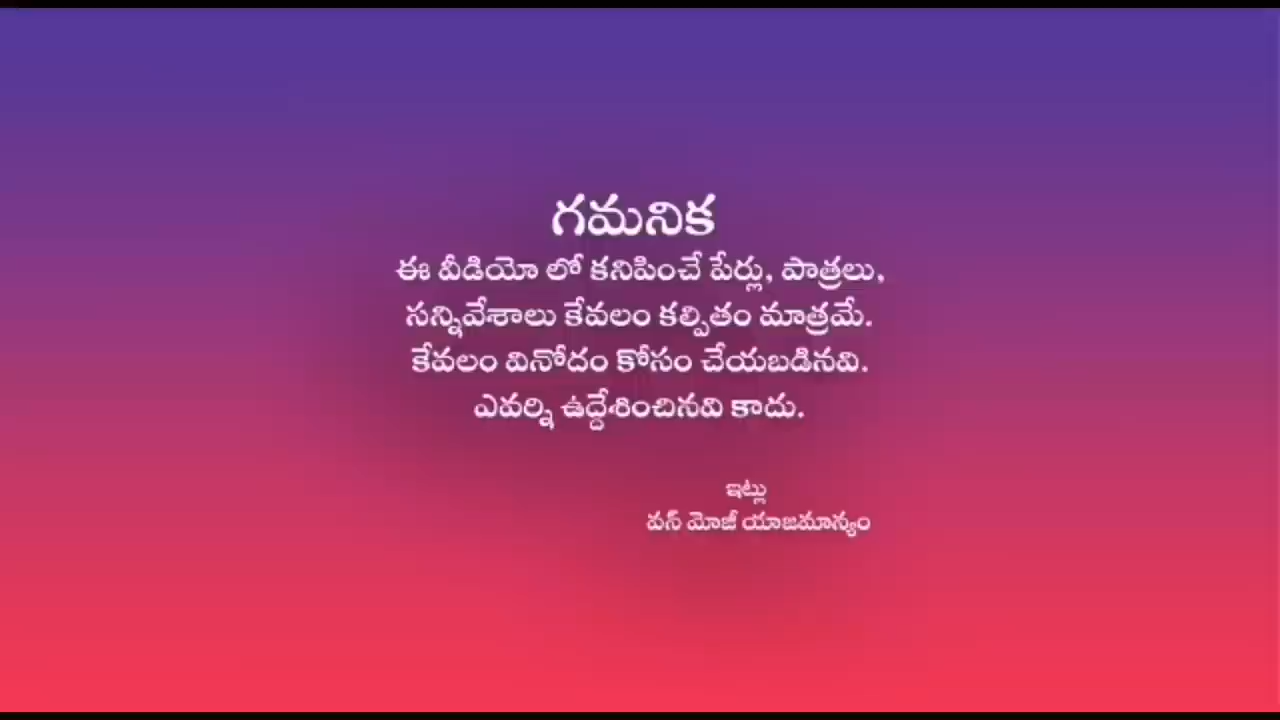 గమనిక
ఈ వీడియో లో కనిపించే పేర్లు, పాత్రలు,
సన్నివేశాలు కేవలం కల్పితం మాత్రమే.
కేవలం వినోదం కోసం చేయబడినవి.
ఎవర్ని ఉద్దేశించినవి కాదు.
ఇట్లు
వస్ మోజీ యాజమాన్యం